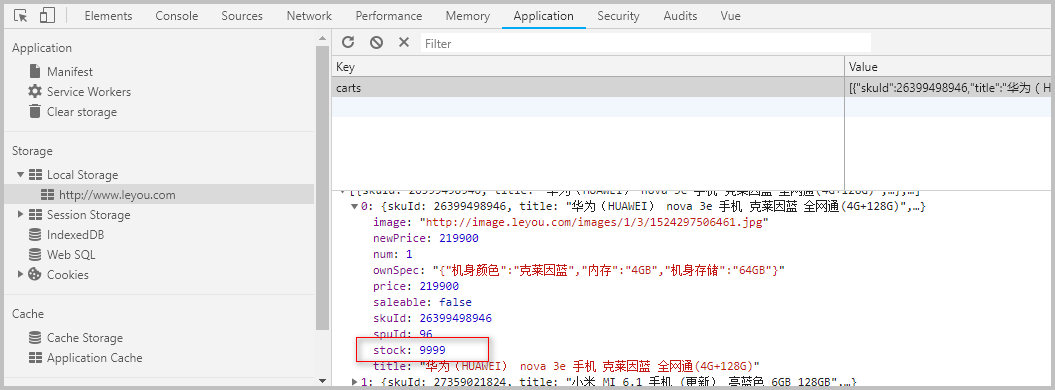 Elements Console Sources Network Performance Memory Application Security Audits Vue
Application
Manifest
Service Workers
Clear storage
Storage
Local Storage
http://www.leyou.com
Session Storage
IndexedDB
Web SQL
Cookies
Cache
Cache Storage
Application Cache
Filter
Key Value
carts [{"skuId":26399498946,"title":"华为（H
[{skuId: 26399498946, title: "华为（HUAWEI） nova 3e 手机 克莱因蓝 全网通(4G+128G)",…},…]
0: {skuId: 26399498946, title: "华为（HUAWEI） nova 3e 手机 克莱因蓝 全网通(4G+128G)",…}
image: "http://image.leyou.com/images/1/3/1524297506461.jpg"
newPrice: 219900
num: 1
ownSpec: "{"机身颜色":"克莱因蓝","内存":"4GB","机身存储":"64GB"}"
price: 219900
saleable: false
skuId: 26399498946
spuId: 96
stock: 9999
title: "华为（HUAWEI） nova 3e 手机 克莱因蓝 全网通(4G+128G)"
1: {skuId: 27359021824, title: "小米 MI 6.1 手机 (更新) 亮蓝色 6GB 128GB",…}